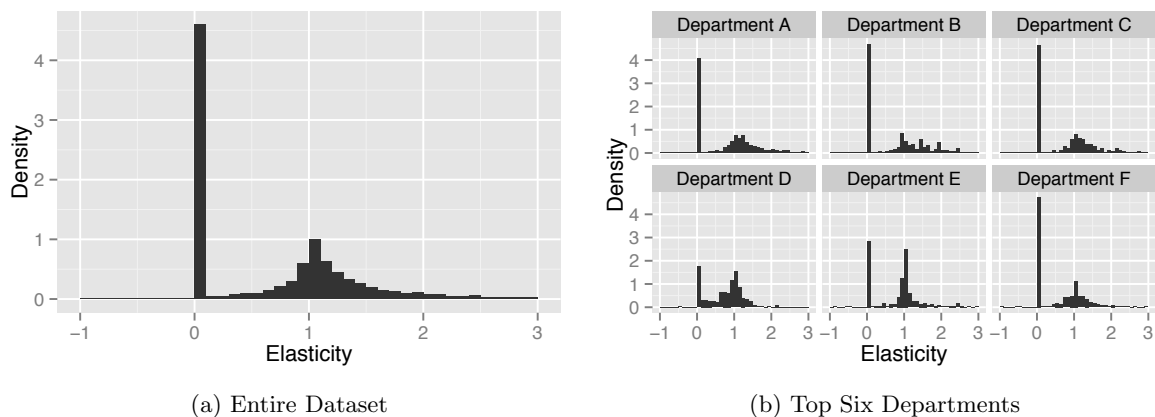 Density
4
3
2
1
0
−1 0 1 2 3
Elasticity
(a) Entire Dataset
Density
Department A Department B Department C
4
3
2
1
0
Department D Department E Department F
4
3
2
1
0
−1 0 1 2 3 −1 0 1 2 3 −1 0 1 2 3
Elasticity
(b) Top Six Departments